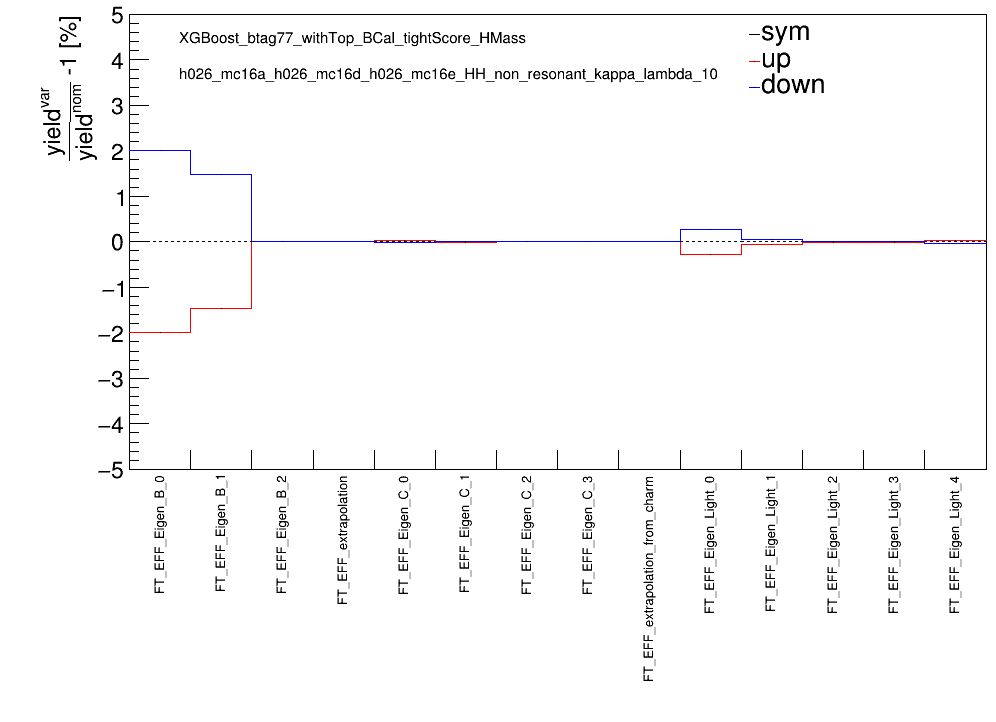 yield^var / yield^nom -1 [%]
XGBoost_btag77_withTop_BCal_tightScore_HMass
h026_mc16a_h026_mc16d_h026_mc16e_HH_non_resonant_kappa_lambda_10
sym
up
down
5
4
3
2
1
0
−1
−2
−3
−4
−5
FT_EFF_Eigen_B_0
FT_EFF_Eigen_B_1
FT_EFF_Eigen_B_2
FT_EFF_extrapolation
FT_EFF_Eigen_C_0
FT_EFF_Eigen_C_1
FT_EFF_Eigen_C_2
FT_EFF_Eigen_C_3
FT_EFF_extrapolation_from_charm
FT_EFF_Eigen_Light_0
FT_EFF_Eigen_Light_1
FT_EFF_Eigen_Light_2
FT_EFF_Eigen_Light_3
FT_EFF_Eigen_Light_4